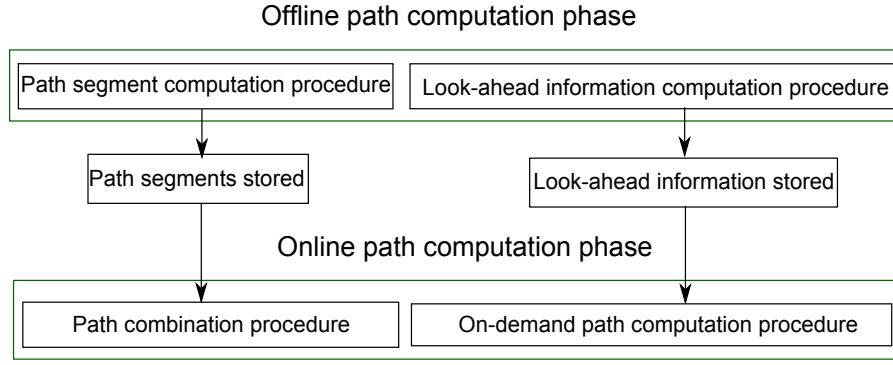 Offline path computation phase
Path segment computation procedure
Look-ahead information computation procedure
Path segments stored
Look-ahead information stored
Online path computation phase
Path combination procedure
On-demand path computation procedure